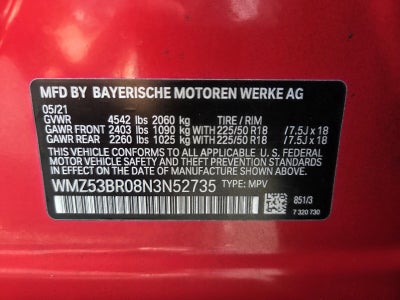 MFD BY BAYERISCHE MOTOREN WERKE AG
05/21
GVWR 4542 lbs 2060 kg TIRE / RIM
GAWR FRONT 2403 lbs 1090 kg WITH 225/50 R18 /7.5J x 18
GAWR REAR 2260 lbs 1025 kg WITH 225/50 R18 /7.5J x 18
THIS VEHICLE CONFORMS TO ALL APPLICABLE U.S. FEDERAL
MOTOR VEHICLE SAFETY AND THEFT PREVENTION STANDARDS
IN EFFECT ON THE DATE OF MANUFACTURE SHOWN ABOVE.
WMZ53BR08N3N52735 TYPE: MPV
851/3
7 320 730